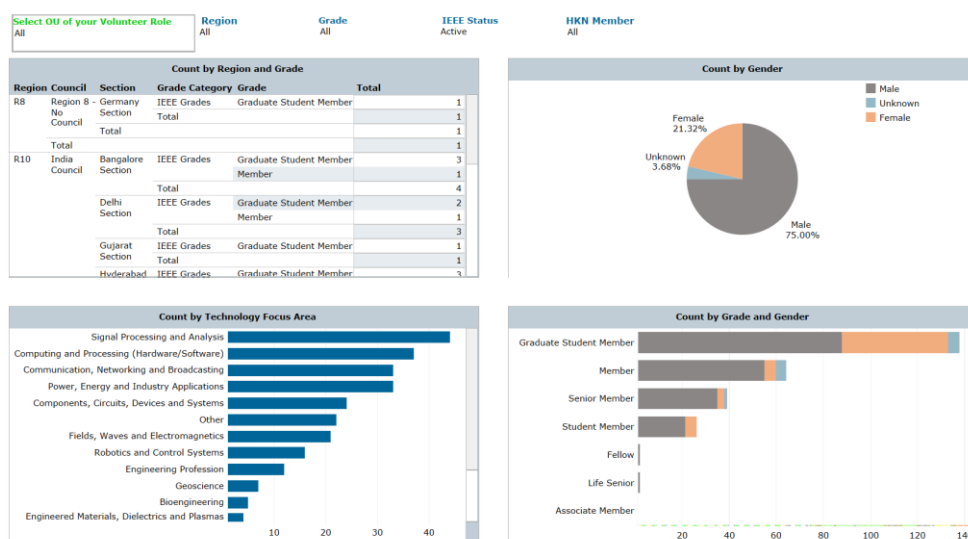 Select OU of your Volunteer Role Region Grade IEEE Status HKN Member
All All All Active All
Count by Region and Grade
Region Council Section Grade Category Grade Total
R8 Region 8 - Germany IEEE Grades Graduate Student Member 1
No Section Total 1
Council Total 1
Total 1
R10 India Bangalore IEEE Grades Graduate Student Member 3
Council Section Member 1
Total 4
Delhi IEEE Grades Graduate Student Member 2
Section Member 1
Total 3
Gujarat IEEE Grades Graduate Student Member 1
Section Total 1
Hyderabad IEEE Grades Graduate Student Member 3
Count by Gender
Male
Unknown
Female
Female
21.32%
Unknown
3.68%
Male
75.00%
Count by Technology Focus Area
Signal Processing and Analysis
Computing and Processing (Hardware/Software)
Communication, Networking and Broadcasting
Power, Energy and Industry Applications
Components, Circuits, Devices and Systems
Other
Fields, Waves and Electromagnetics
Robotics and Control Systems
Engineering Profession
Geoscience
Bioengineering
Engineered Materials, Dielectrics and Plasmas
10 20 30 40
Count by Grade and Gender
Graduate Student Member
Member
Senior Member
Student Member
Fellow
Life Senior
Associate Member
20 40 60 80 100 120